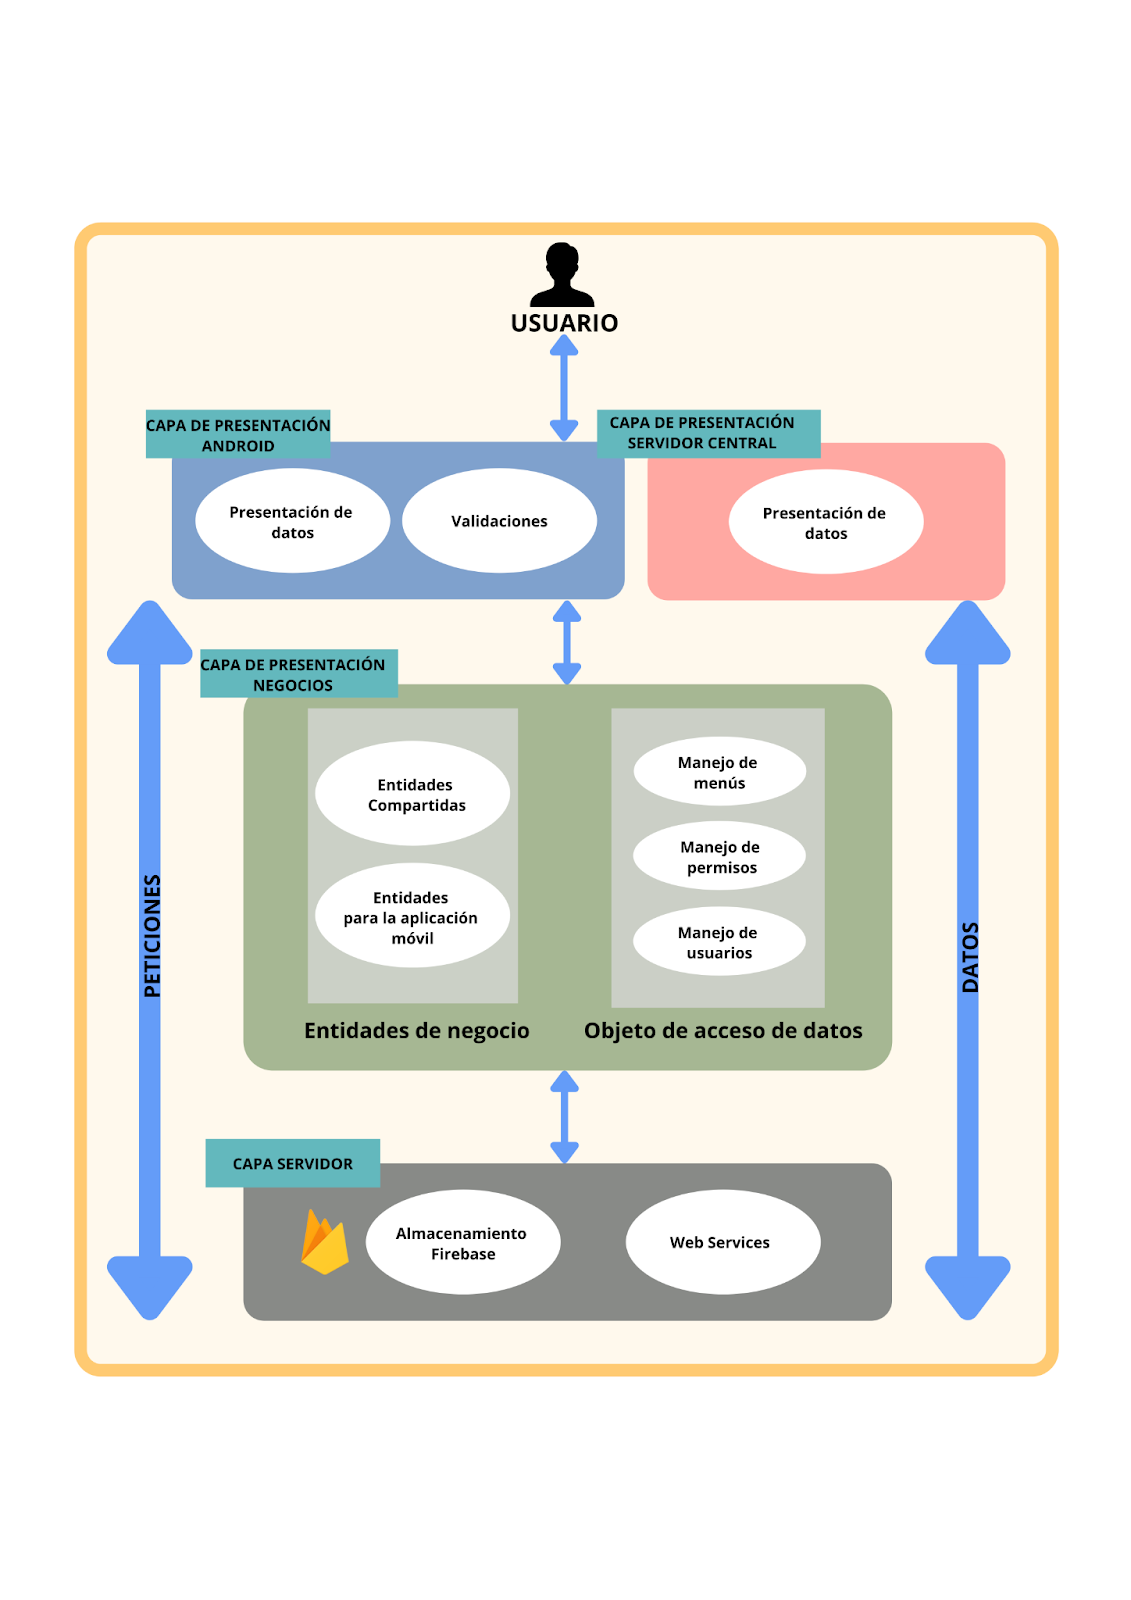 USUARIO
CAPA DE PRESENTACIÓN
ANDROID
CAPA DE PRESENTACIÓN
SERVIDOR CENTRAL
Presentación de
datos
Validaciones
Presentación de
datos
CAPA DE PRESENTACIÓN
NEGOCIOS
Entidades
Compartidas
Entidades
para la aplicación
móvil
Entidades de negocio
Manejo de
menús
Manejo de
permisos
Manejo de
usuarios
Objeto de acceso de datos
PETICIONES
DATOS
CAPA SERVIDOR
Almacenamiento
Firebase
Web Services